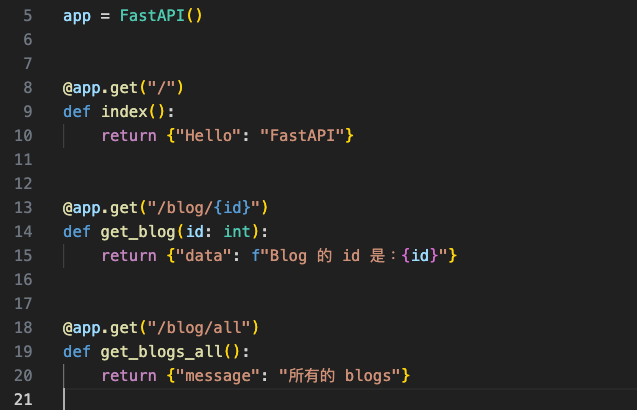 5 app = FastAPI()
6
7
8 @app.get("/")
9 def index():
10     return {"Hello": "FastAPI"}
11
12
13 @app.get("/blog/{id}")
14 def get_blog(id: int):
15     return {"data": f"Blog 的 id 是：{id}"}
16
17
18 @app.get("/blog/all")
19 def get_blogs_all():
20     return {"message": "所有的 blogs"}
21